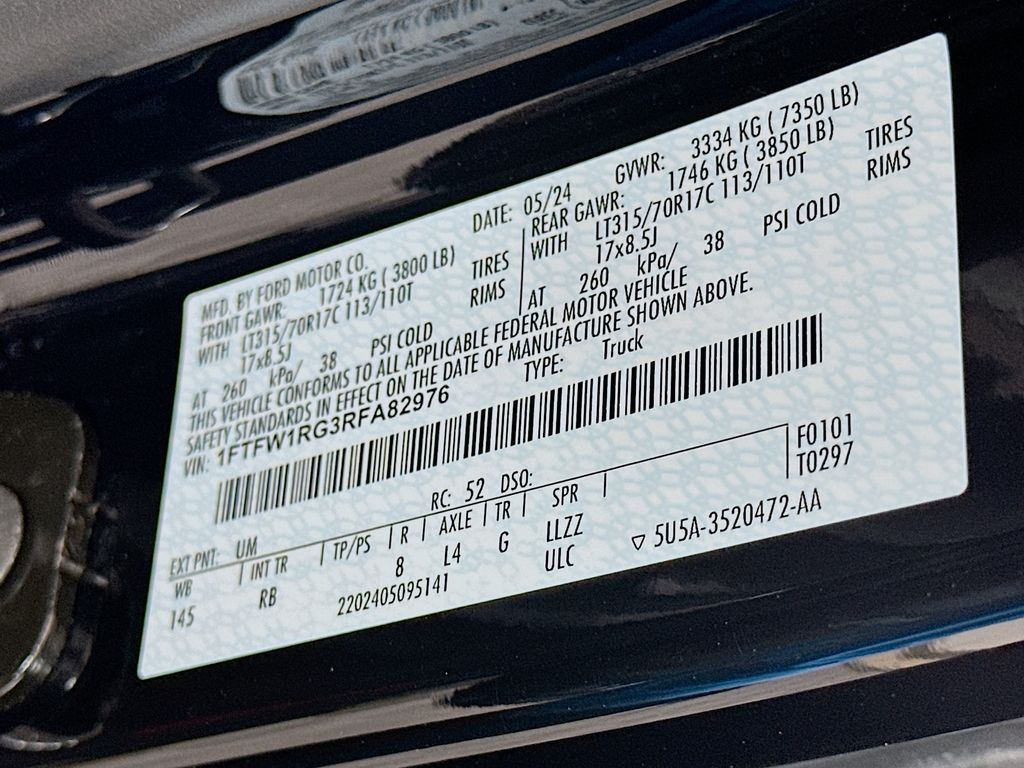 MFD. BY FORD MOTOR CO. DATE: 05/24 GVWR: 3334 KG ( 7350 LB)
FRONT GAWR: 1724 KG ( 3800 LB) REAR GAWR: 1746 KG ( 3850 LB)
WITH LT315/70R17C 113/110T TIRES WITH LT315/70R17C 113/110T TIRES
17x8.5J RIMS 17x8.5J RIMS
AT 260 kPa/ 38 PSI COLD AT 260 kPa/ 38 PSI COLD
THIS VEHICLE CONFORMS TO ALL APPLICABLE FEDERAL MOTOR VEHICLE
SAFETY STANDARDS IN EFFECT ON THE DATE OF MANUFACTURE SHOWN ABOVE.
VIN: 1FTFW1RG3RFA82976 TYPE: Truck
F0101
T0297
EXT PNT: UM RC: 52 DSO:
WB INT TR TP/PS R AXLE TR SPR
145 RB 8 L4 G LLZZ
2202405095141 ULC ▽ 5U5A-3520472-AA